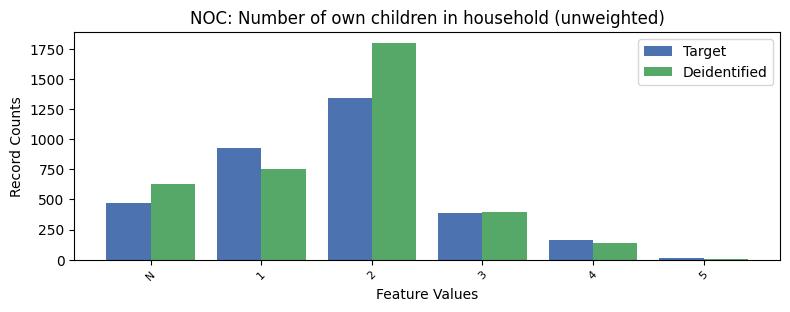 NOC: Number of own children in household (unweighted)
Target
Deidentified
Record Counts
1750
1500
1250
1000
750
500
250
0
N
1
2
3
4
5
Feature Values